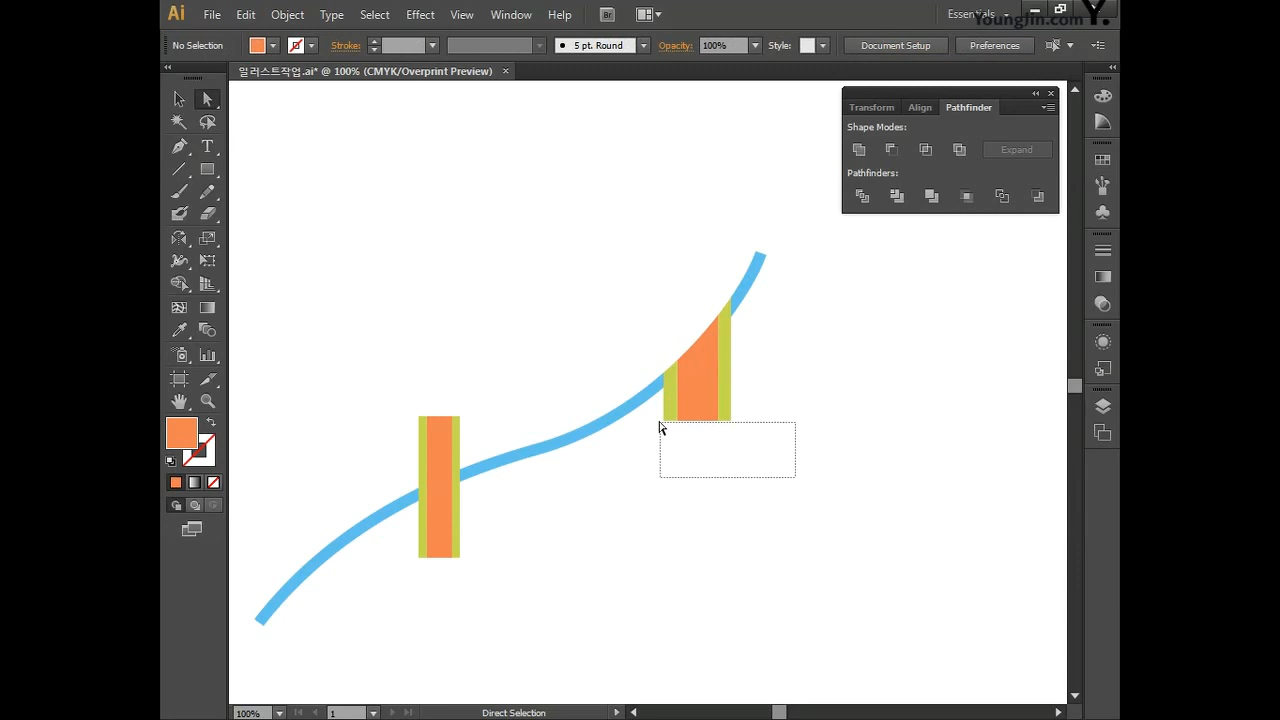 Ai File Edit Object Type Select Effect View Window Help Br Essentials
YoungJin.com Y.
No Selection Stroke: 5 pt. Round Opacity: 100% Style: Document Setup Preferences
일러스트작업.ai* @ 100% (CMYK/Overprint Preview) ×
Transform Align Pathfinder
Shape Modes:
Expand
Pathfinders:
100% 1 Direct Selection